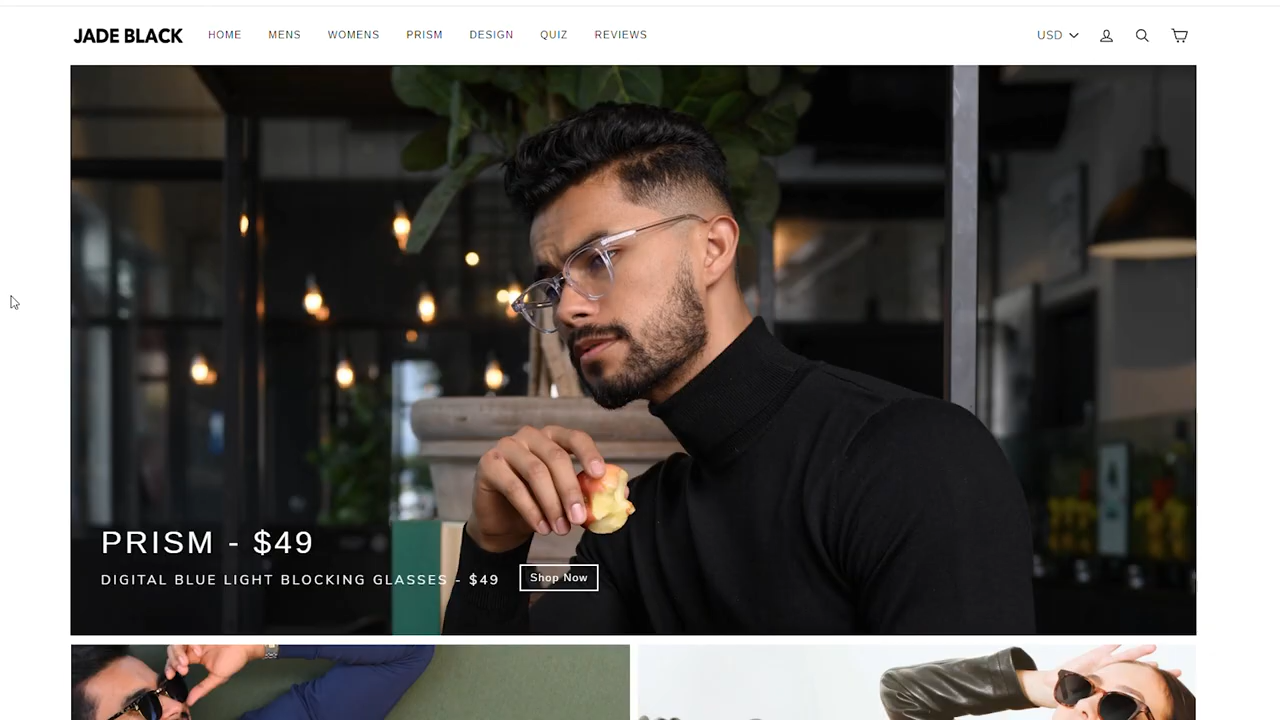 JADE BLACK
HOME MENS WOMENS PRISM DESIGN QUIZ REVIEWS
USD
PRISM - $49
DIGITAL BLUE LIGHT BLOCKING GLASSES - $49
Shop Now